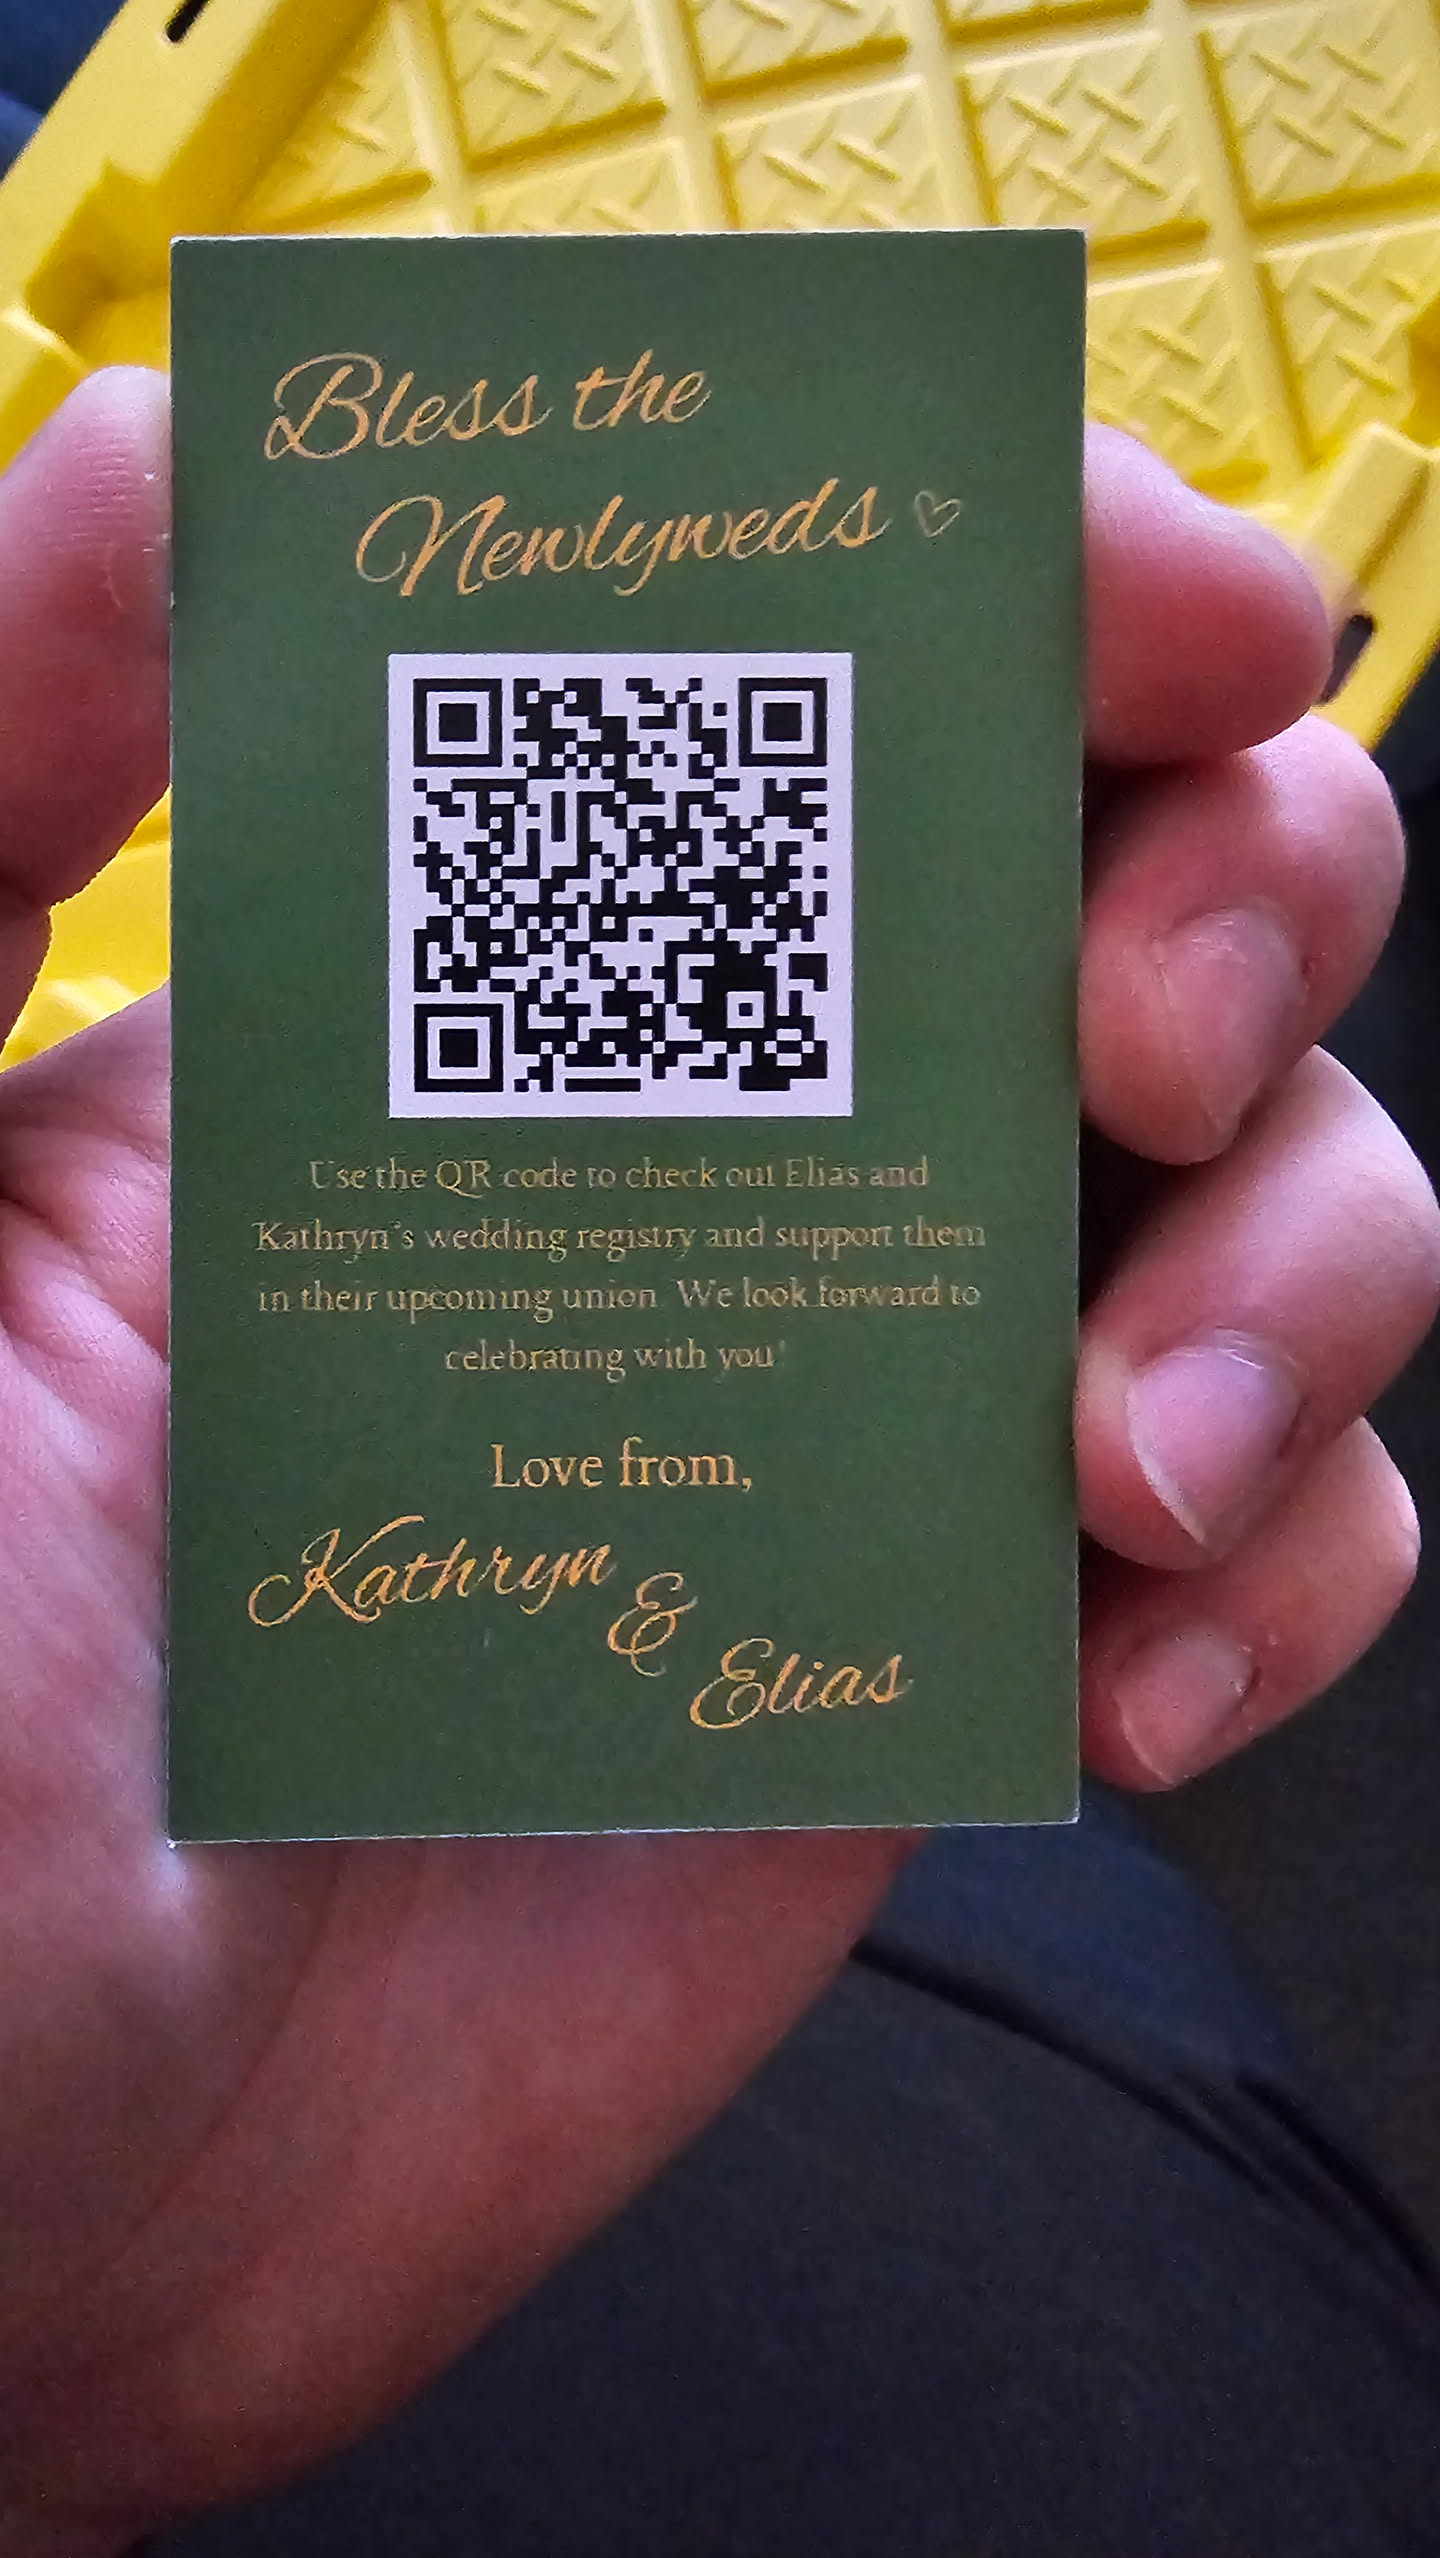 Bless the
Newlyweds ♡
Use the QR code to check out Elias and
Kathryn's wedding registry and support them
in their upcoming union. We look forward to
celebrating with you!
Love from,
Kathryn
&
Elias